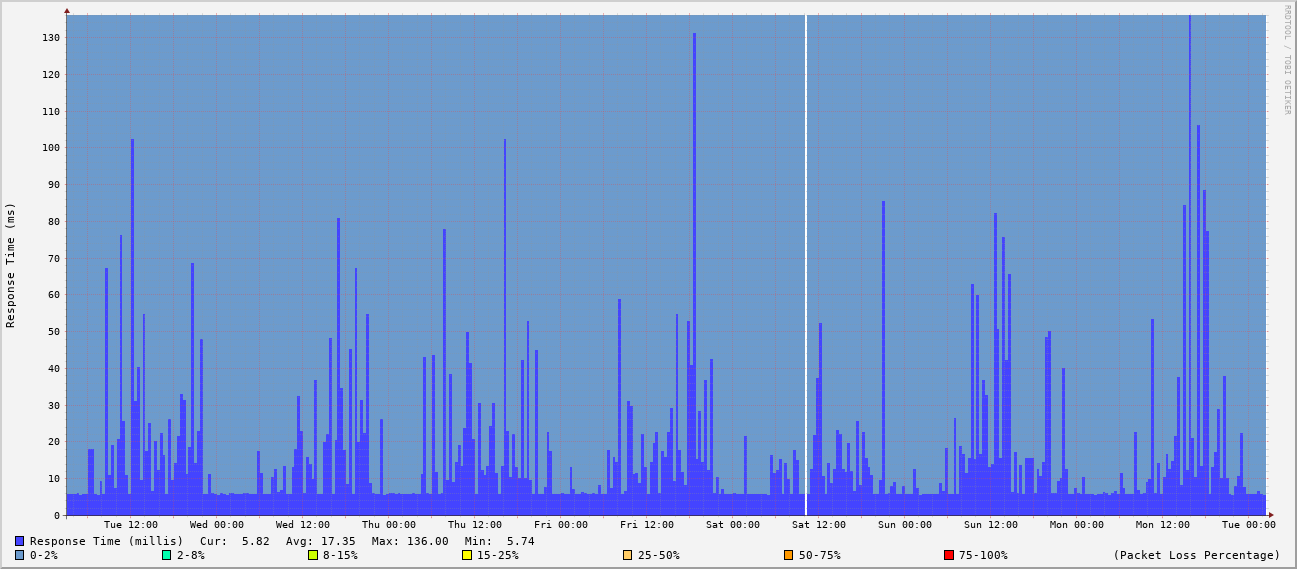 RRDTOOL / TOBI OETIKER
Response Time (ms)
130
120
110
100
90
80
70
60
50
40
30
20
10
0
Tue 12:00 Wed 00:00 Wed 12:00 Thu 00:00 Thu 12:00 Fri 00:00 Fri 12:00 Sat 00:00 Sat 12:00 Sun 00:00 Sun 12:00 Mon 00:00 Mon 12:00 Tue 00:00
Response Time (millis) Cur: 5.82 Avg: 17.35 Max: 136.00 Min: 5.74
0-2% 2-8% 8-15% 15-25% 25-50% 50-75% 75-100% (Packet Loss Percentage)